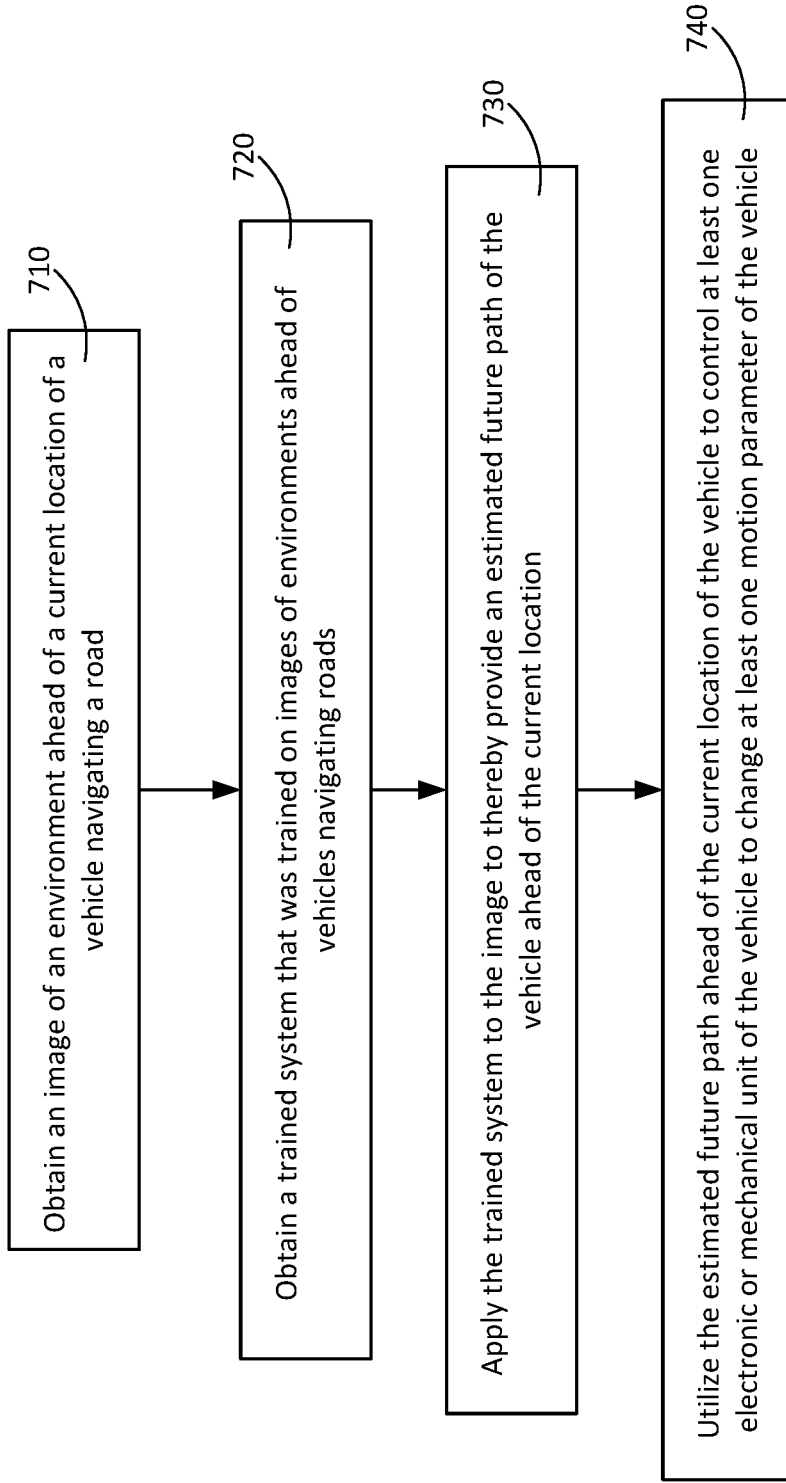 710
Obtain an image of an environment ahead of a current location of a
vehicle navigating a road
720
Obtain a trained system that was trained on images of environments ahead of
vehicles navigating roads
730
Apply the trained system to the image to thereby provide an estimated future path of the
vehicle ahead of the current location
740
Utilize the estimated future path ahead of the current location of the vehicle to control at least one
electronic or mechanical unit of the vehicle to change at least one motion parameter of the vehicle